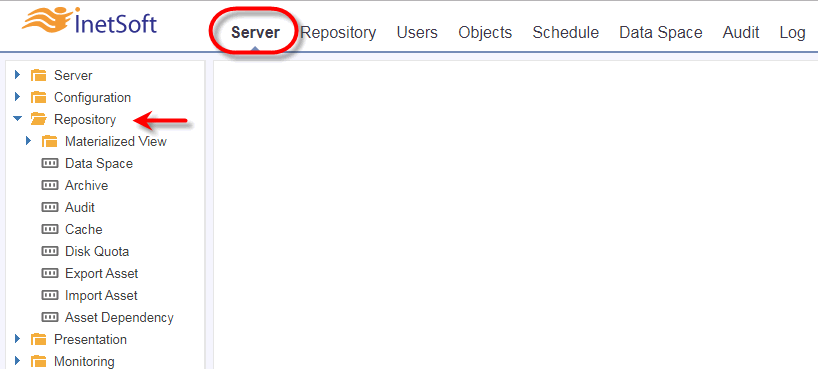 InetSoft
Server Repository Users Objects Schedule Data Space Audit Log
Server
Configuration
Repository
Materialized View
Data Space
Archive
Audit
Cache
Disk Quota
Export Asset
Import Asset
Asset Dependency
Presentation
Monitoring